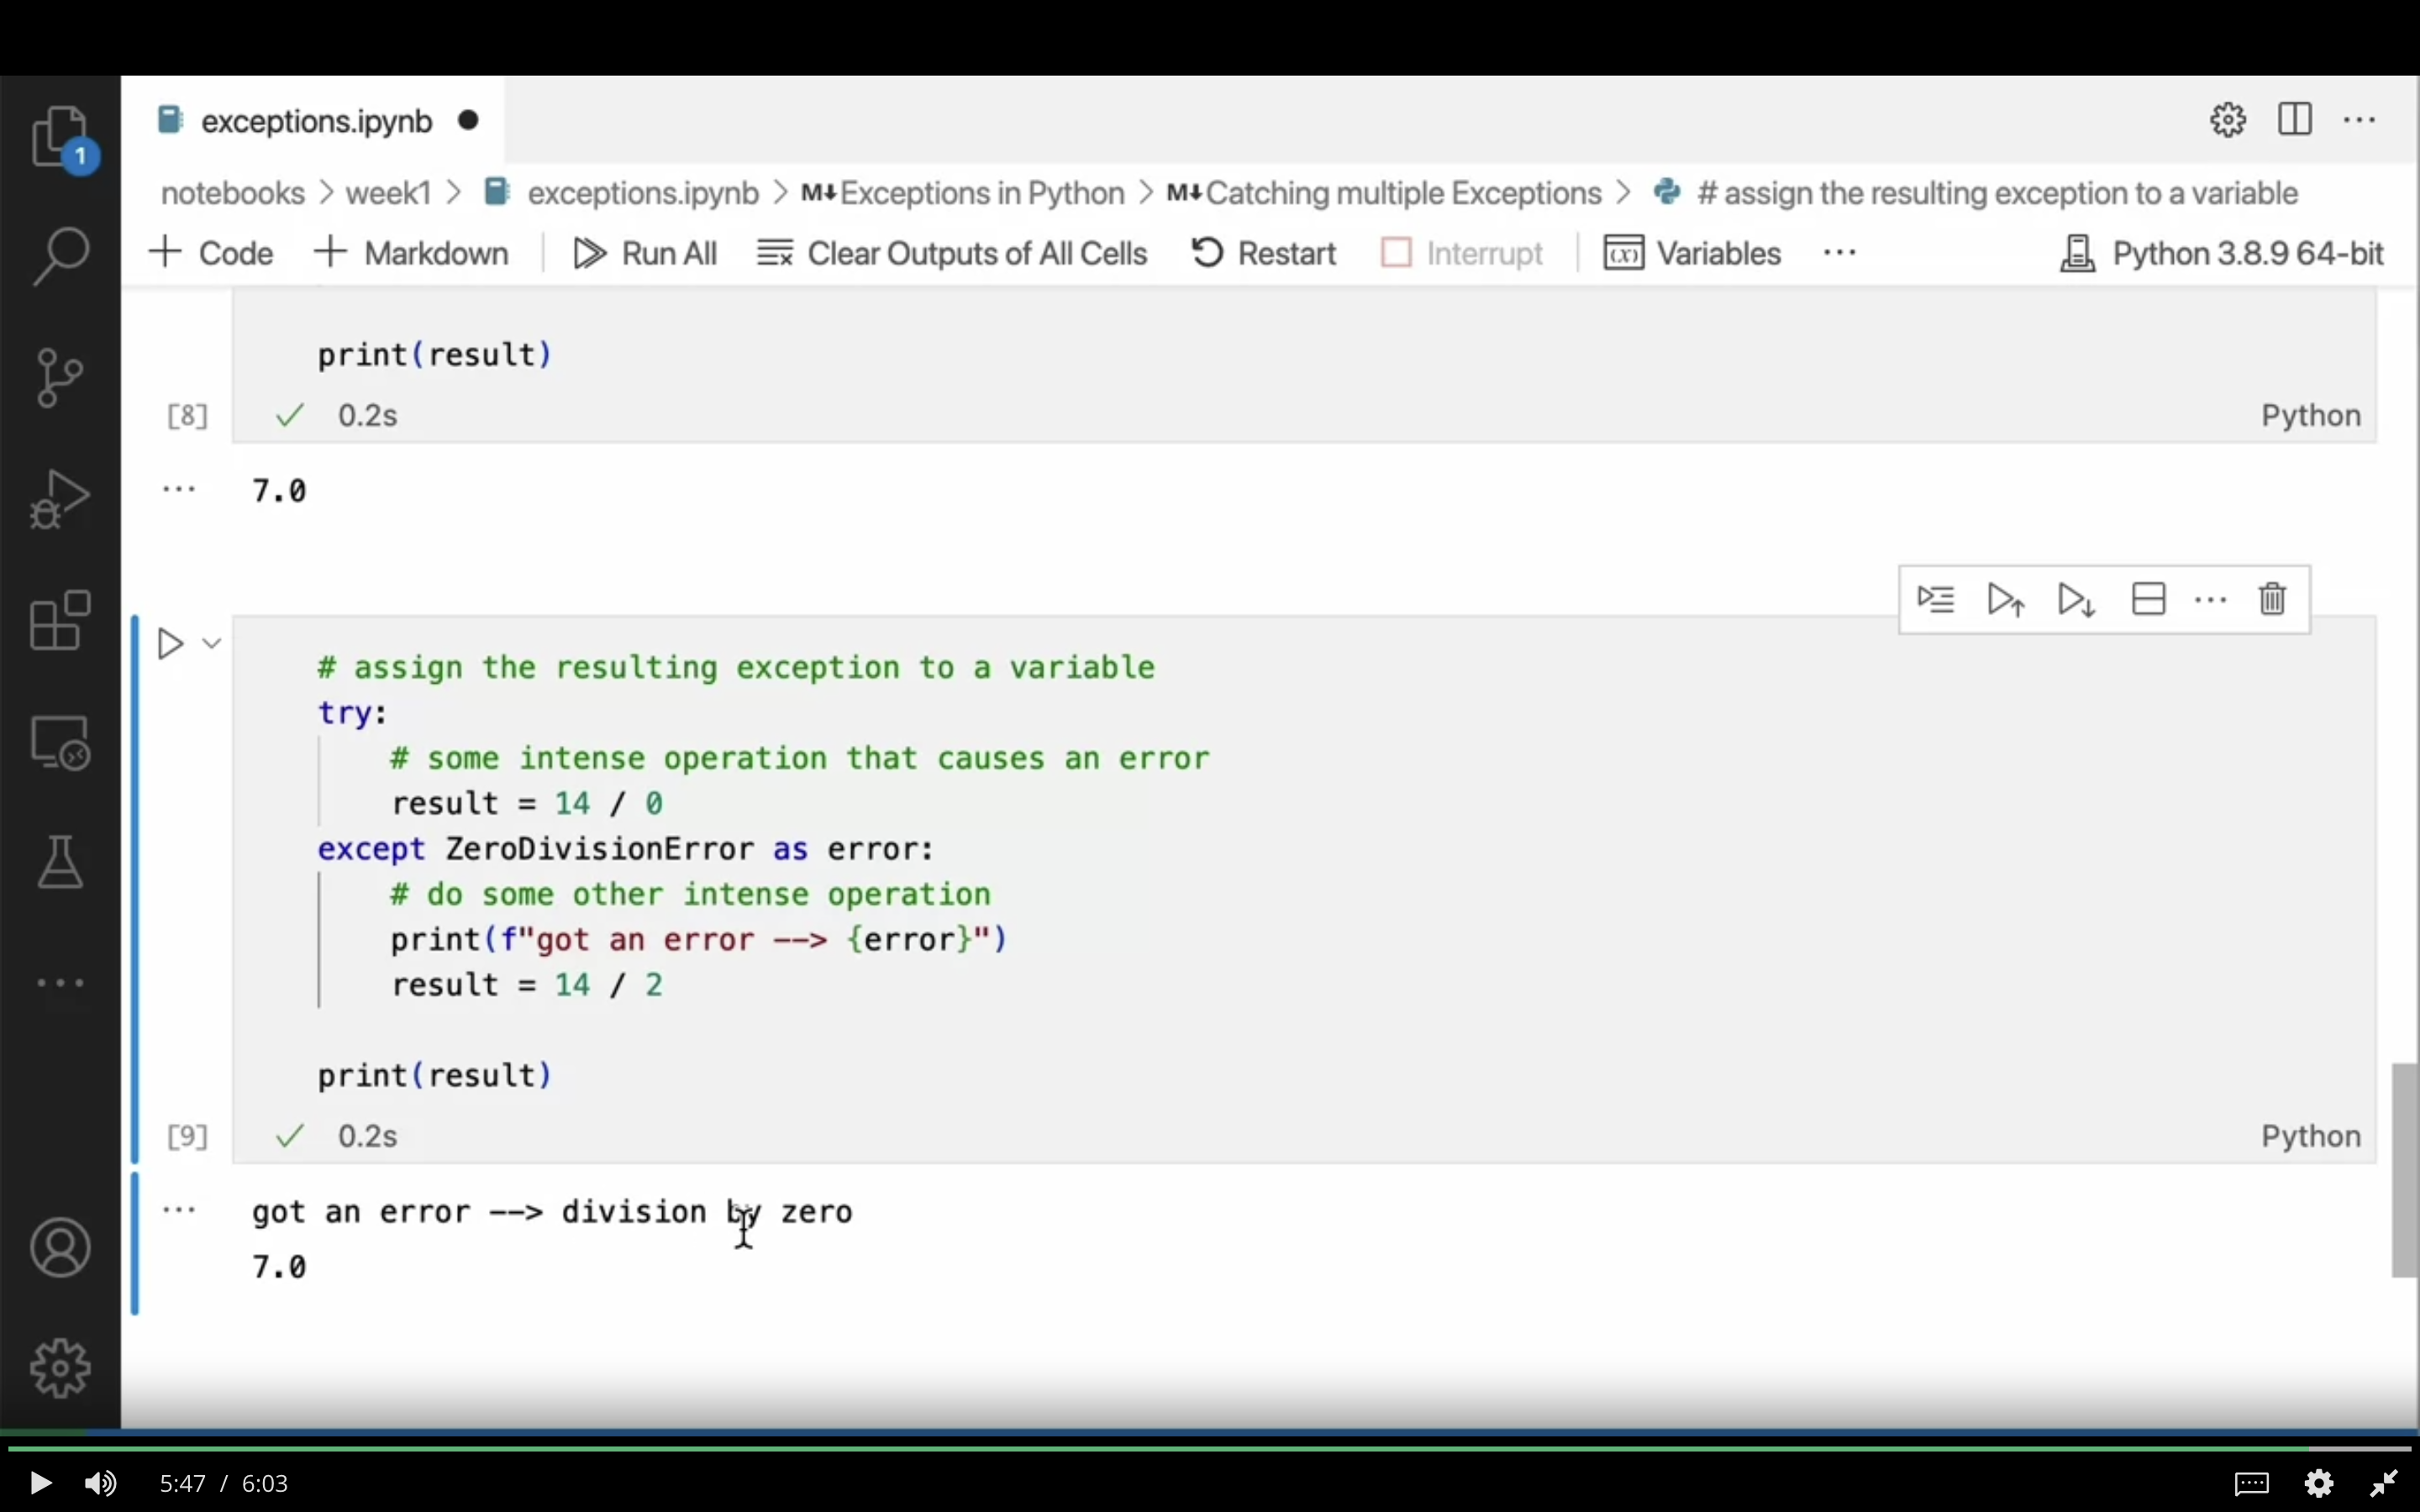 exceptions.ipynb
1
notebooks > week1 > exceptions.ipynb > M↓ Exceptions in Python > M↓ Catching multiple Exceptions > # assign the resulting exception to a variable
+ Code + Markdown Run All Clear Outputs of All Cells Restart Interrupt (x) Variables ... Python 3.8.9 64-bit
print(result)
[8] ✓ 0.2s Python
... 7.0
# assign the resulting exception to a variable
try:
# some intense operation that causes an error
result = 14 / 0
except ZeroDivisionError as error:
# do some other intense operation
print(f"got an error --> {error}")
result = 14 / 2
print(result)
[9] ✓ 0.2s Python
... got an error --> division by zero
7.0
5:47 / 6:03